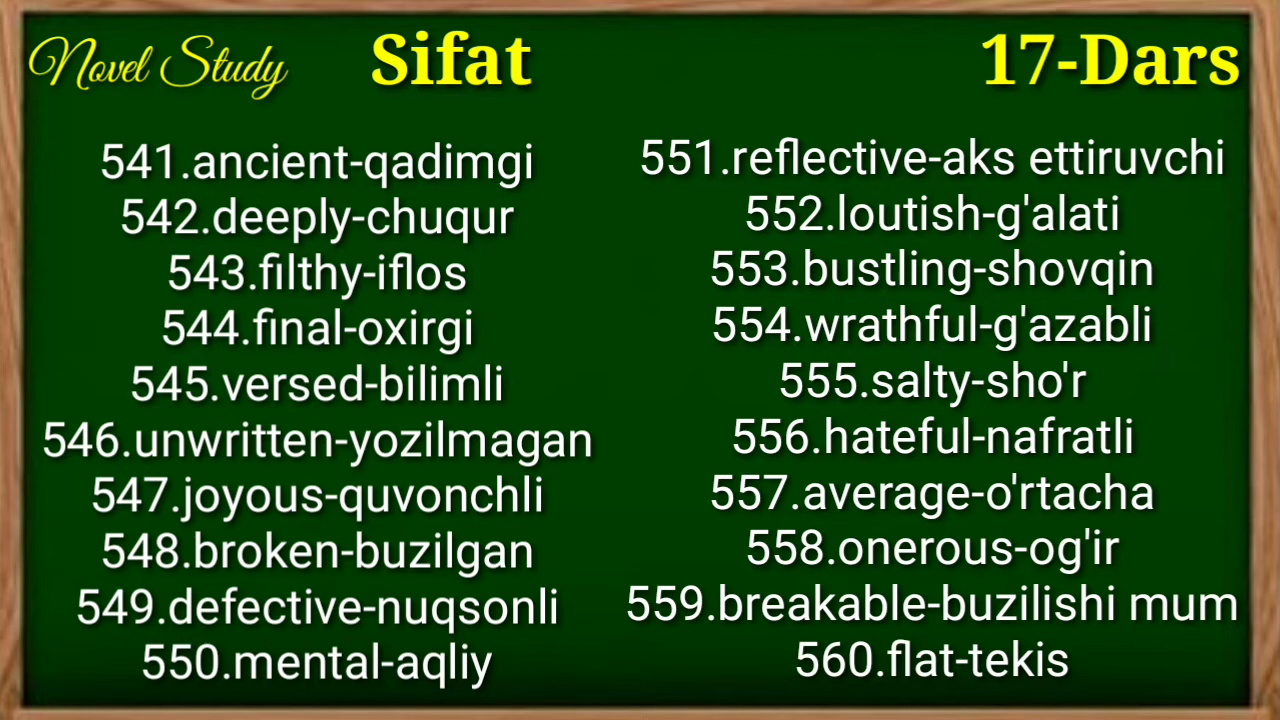 Novel Study Sifat 17-Dars
541.ancient-qadimgi
542.deeply-chuqur
543.filthy-iflos
544.final-oxirgi
545.versed-bilimli
546.unwritten-yozilmagan
547.joyous-quvonchli
548.broken-buzilgan
549.defective-nuqsonli
550.mental-aqliy
551.reflective-aks ettiruvchi
552.loutish-g'alati
553.bustling-shovqin
554.wrathful-g'azabli
555.salty-sho'r
556.hateful-nafratli
557.average-o'rtacha
558.onerous-og'ir
559.breakable-buzilishi mum
560.flat-tekis